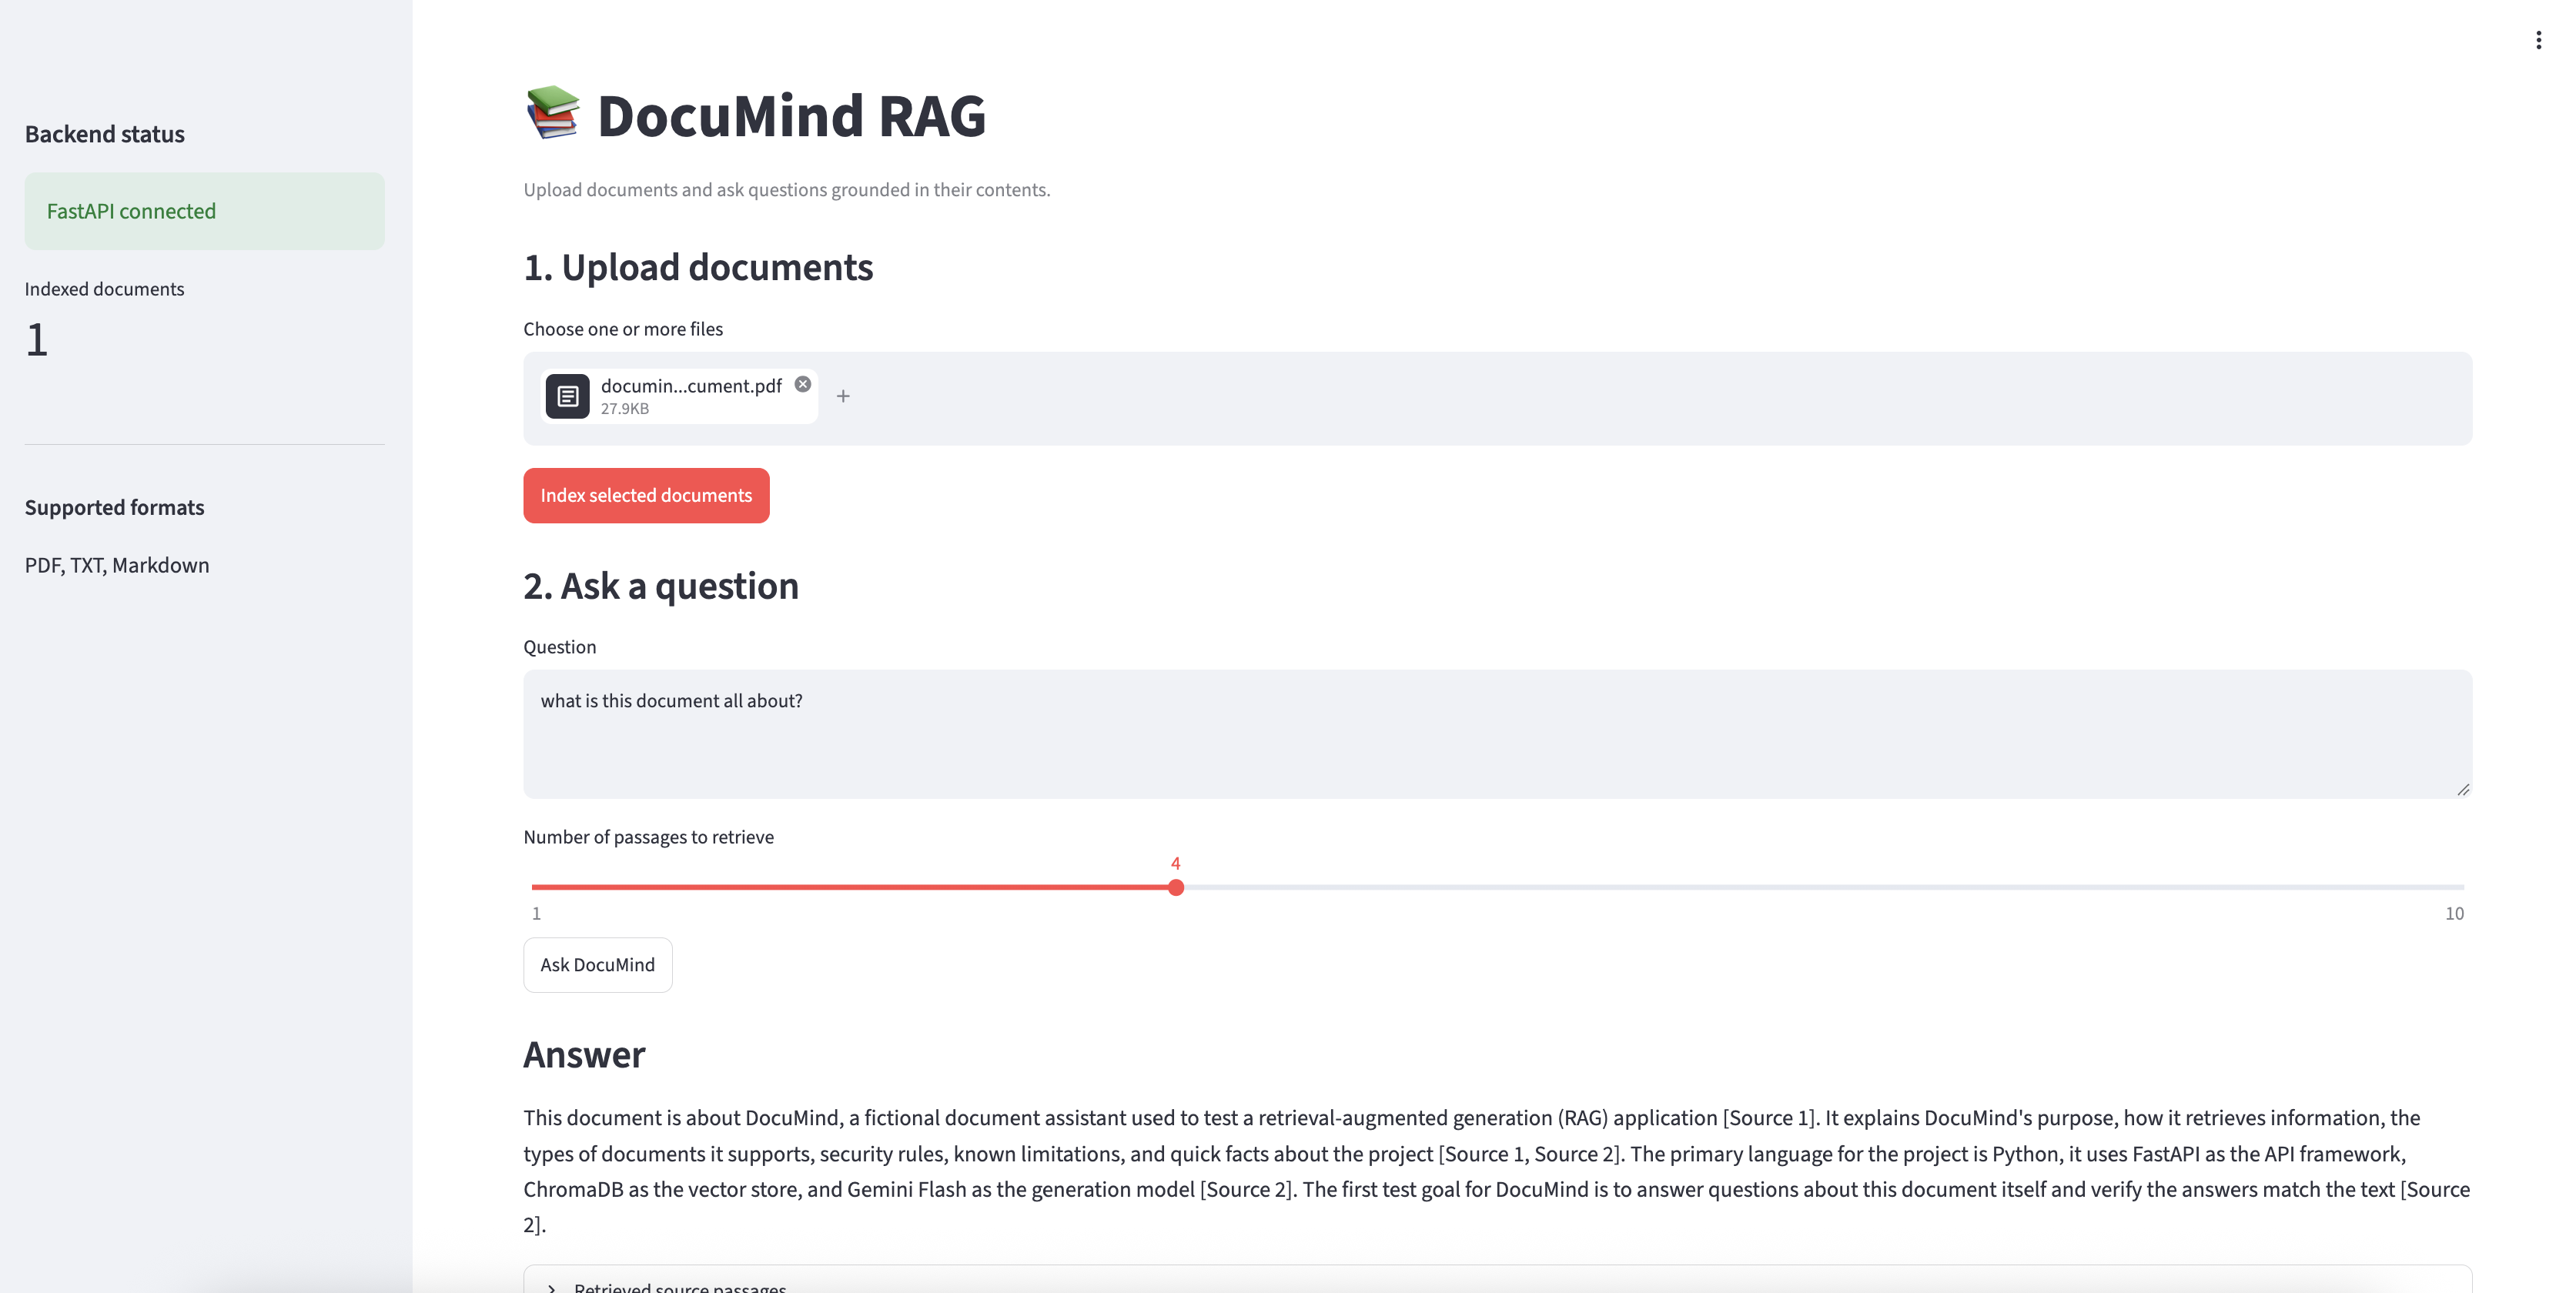 Backend status
FastAPI connected
Indexed documents
1
Supported formats
PDF, TXT, Markdown
DocuMind RAG
Upload documents and ask questions grounded in their contents.
1. Upload documents
Choose one or more files
documin...cument.pdf
27.9KB
Index selected documents
2. Ask a question
Question
what is this document all about?
Number of passages to retrieve
4
1
10
Ask DocuMind
Answer
This document is about DocuMind, a fictional document assistant used to test a retrieval-augmented generation (RAG) application [Source 1]. It explains DocuMind's purpose, how it retrieves information, the
types of documents it supports, security rules, known limitations, and quick facts about the project [Source 1, Source 2]. The primary language for the project is Python, it uses FastAPI as the API framework,
ChromaDB as the vector store, and Gemini Flash as the generation model [Source 2]. The first test goal for DocuMind is to answer questions about this document itself and verify the answers match the text [Source
2].
Retrieved source passages